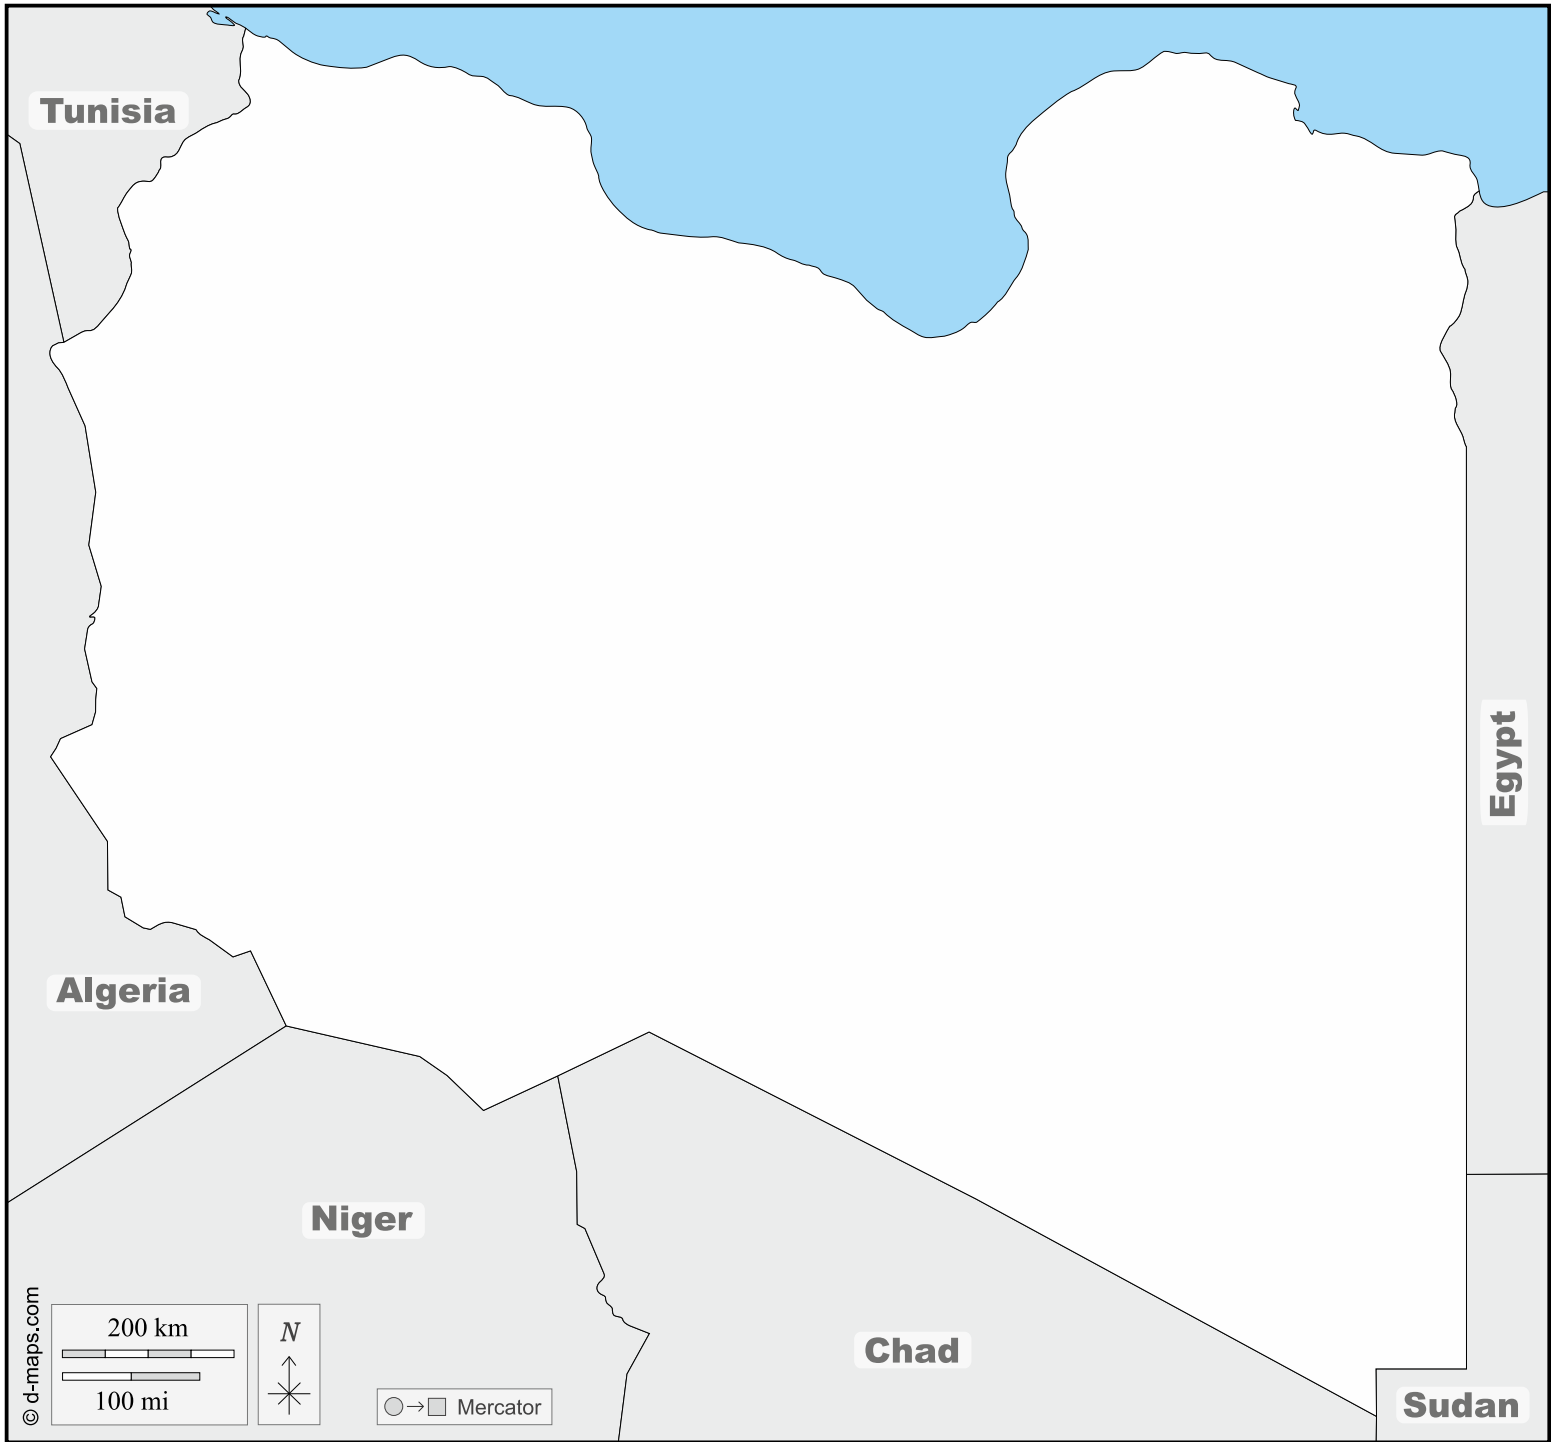 Tunisia
Egypt
Algeria
Niger
Chad
Sudan
© d-maps.com
200 km
100 mi
N
Mercator